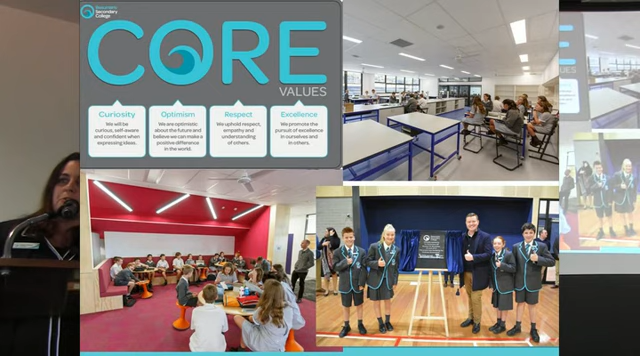 Secondary
College
CORE
VALUES
Curiosity
We will be
curious, self-aware
and confident when
expressing ideas.
Optimism
We are optimistic
about the future and
believe we can make a
positive difference
in the world.
Respect
We uphold respect,
empathy and
understanding
of others.
Excellence
We promote the
pursuit of excellence
in ourselves and
in others.